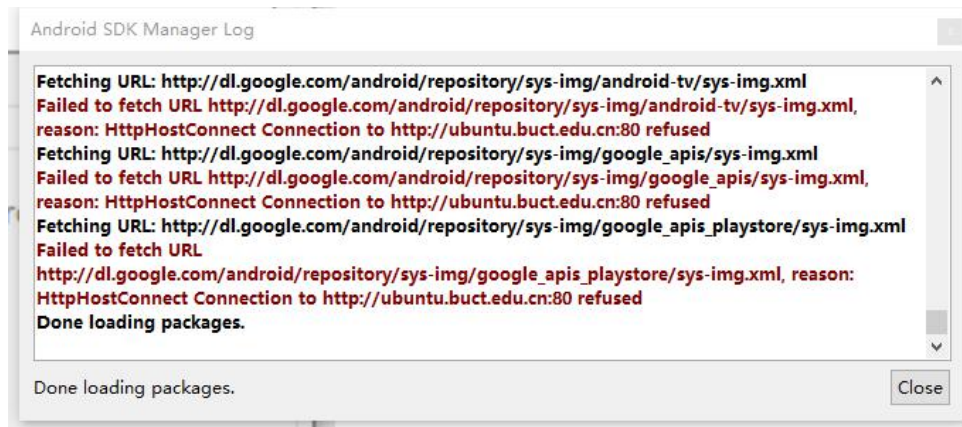 Android SDK Manager Log
Fetching URL: http://dl.google.com/android/repository/sys-img/android-tv/sys-img.xml
Failed to fetch URL http://dl.google.com/android/repository/sys-img/android-tv/sys-img.xml,
reason: HttpHostConnect Connection to http://ubuntu.buct.edu.cn:80 refused
Fetching URL: http://dl.google.com/android/repository/sys-img/google_apis/sys-img.xml
Failed to fetch URL http://dl.google.com/android/repository/sys-img/google_apis/sys-img.xml,
reason: HttpHostConnect Connection to http://ubuntu.buct.edu.cn:80 refused
Fetching URL: http://dl.google.com/android/repository/sys-img/google_apis_playstore/sys-img.xml
Failed to fetch URL
http://dl.google.com/android/repository/sys-img/google_apis_playstore/sys-img.xml, reason:
HttpHostConnect Connection to http://ubuntu.buct.edu.cn:80 refused
Done loading packages.
Done loading packages.
Close